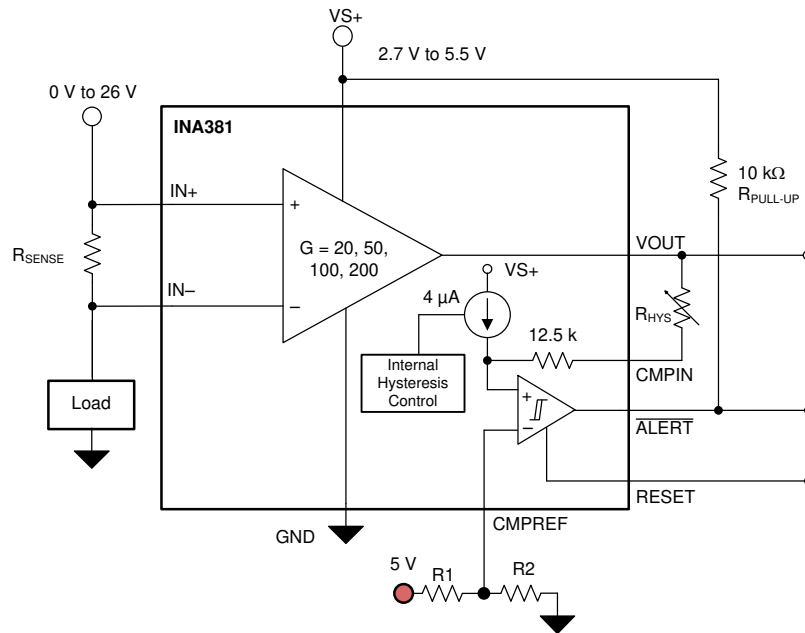 VS+
2.7 V to 5.5 V
0 V to 26 V
INA381
IN+
10 kΩ
RPULL-UP
+
VOUT
RSENSE
G = 20, 50,
100, 200
VS+
IN–
–
4 µA
RHYS
12.5 k
Internal
Hysteresis
Control
CMPIN
Load
+
–
ALERT
RESET
GND
CMPREF
5 V
R1
R2